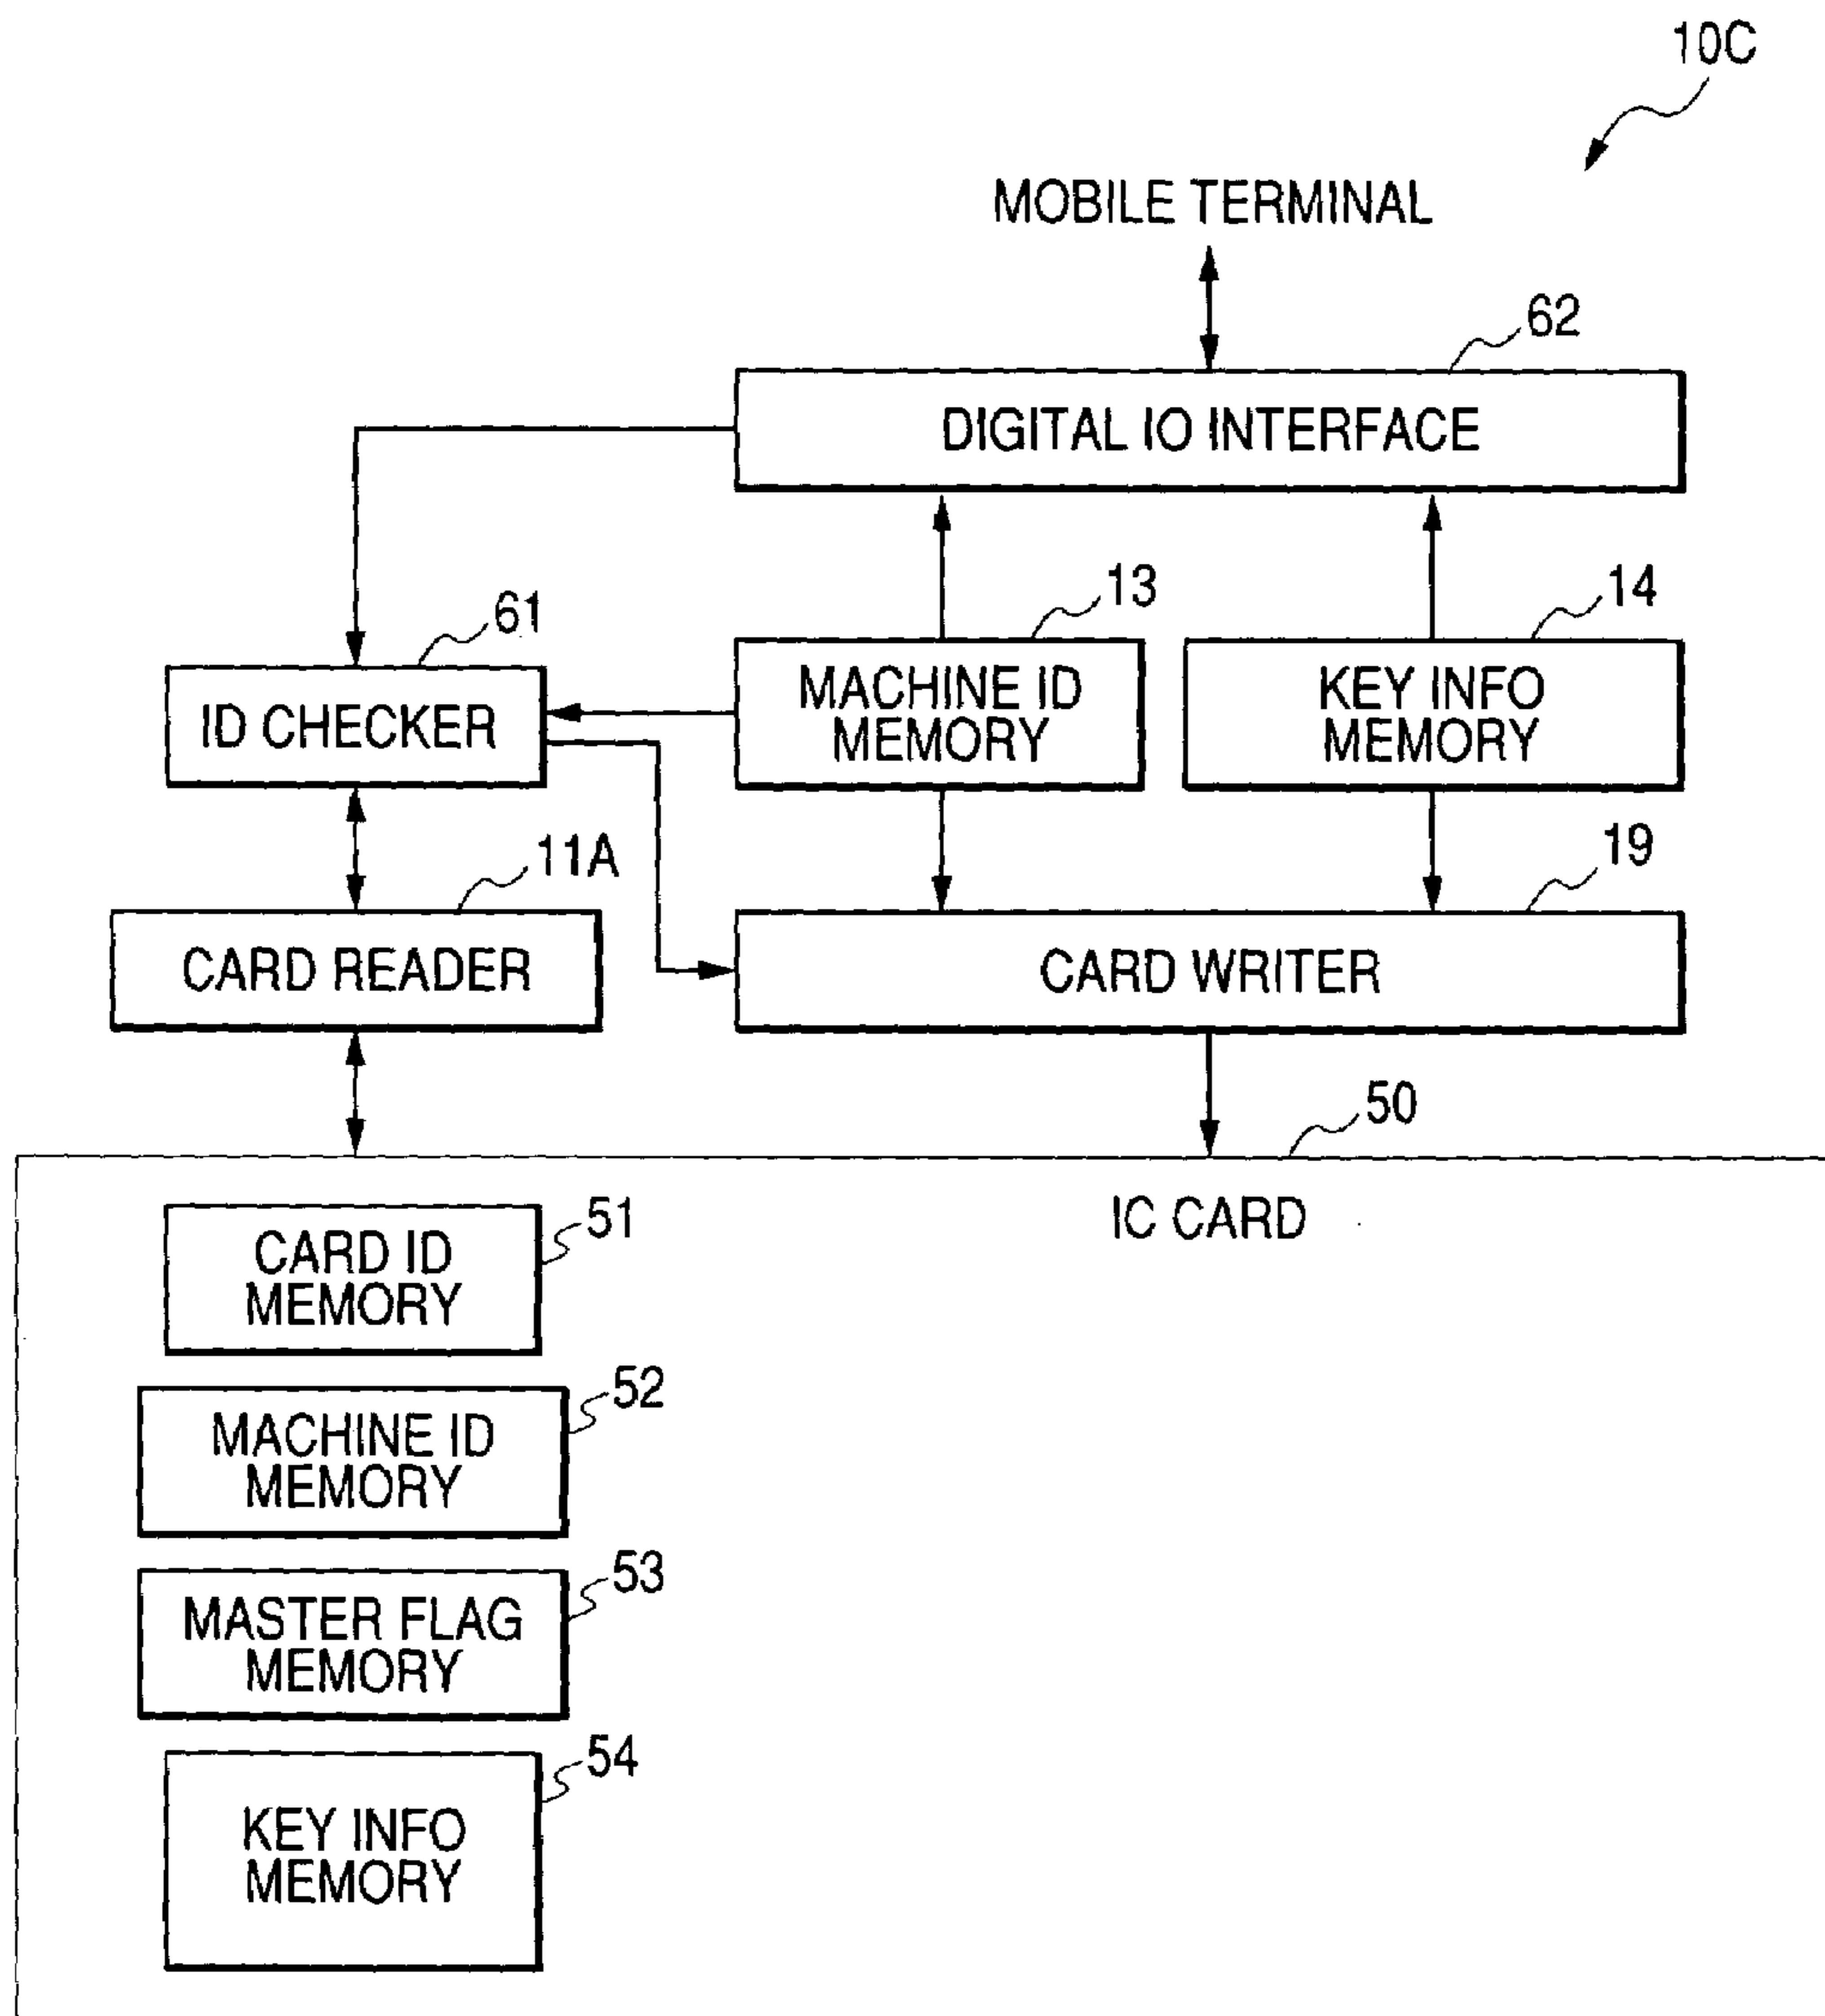 10C
MOBILE TERMINAL
62
DIGITAL IO INTERFACE
61
13
14
ID CHECKER
MACHINE ID
MEMORY
KEY INFO
MEMORY
11A
19
CARD READER
CARD WRITER
50
IC CARD
51
CARD ID
MEMORY
52
MACHINE ID
MEMORY
53
MASTER FLAG
MEMORY
54
KEY INFO
MEMORY